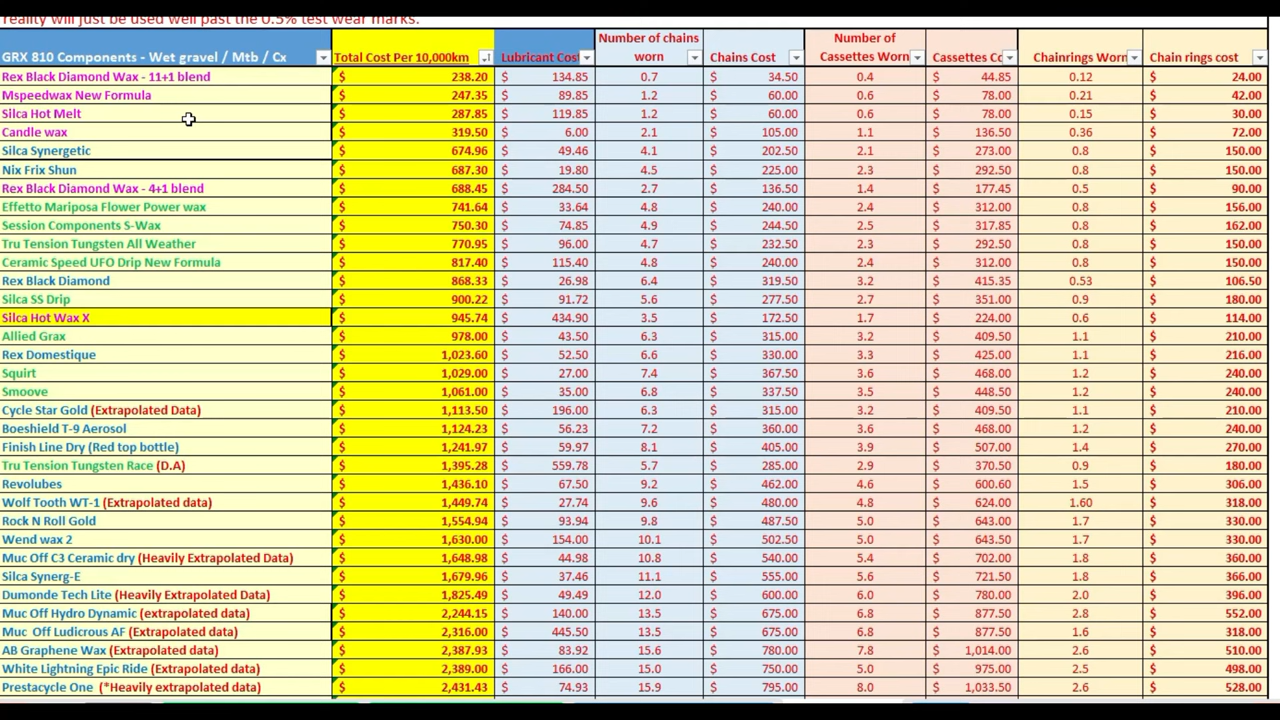 reality will just be used well past the 0.5% test wear marks.
GRX 810 Components - Wet gravel / Mtb / Cx Total Cost Per 10,000km Lubricant Cos Number of chains worn Chains Cost Number of Cassettes Worn Cassettes Cc Chainrings Worn Chain rings cost
Rex Black Diamond Wax - 11+1 blend $ 238.20 $ 134.85 0.7 $ 34.50 0.4 $ 44.85 0.12 $ 24.00
Mspeedwax New Formula $ 247.35 $ 89.85 1.2 $ 60.00 0.6 $ 78.00 0.21 $ 42.00
Silca Hot Melt $ 287.85 $ 119.85 1.2 $ 60.00 0.6 $ 78.00 0.15 $ 30.00
Candle wax $ 319.50 $ 6.00 2.1 $ 105.00 1.1 $ 136.50 0.36 $ 72.00
Silca Synergetic $ 674.96 $ 49.46 4.1 $ 202.50 2.1 $ 273.00 0.8 $ 150.00
Nix Frix Shun $ 687.30 $ 19.80 4.5 $ 225.00 2.3 $ 292.50 0.8 $ 150.00
Rex Black Diamond Wax - 4+1 blend $ 688.45 $ 284.50 2.7 $ 136.50 1.4 $ 177.45 0.5 $ 90.00
Effetto Mariposa Flower Power wax $ 741.64 $ 33.64 4.8 $ 240.00 2.4 $ 312.00 0.8 $ 156.00
Session Components S-Wax $ 750.30 $ 74.85 4.9 $ 244.50 2.5 $ 317.85 0.8 $ 162.00
Tru Tension Tungsten All Weather $ 770.95 $ 96.00 4.7 $ 232.50 2.3 $ 292.50 0.8 $ 150.00
Ceramic Speed UFO Drip New Formula $ 817.40 $ 115.40 4.8 $ 240.00 2.4 $ 312.00 0.8 $ 150.00
Rex Black Diamond $ 868.33 $ 26.98 6.4 $ 319.50 3.2 $ 415.35 0.53 $ 106.50
Silca SS Drip $ 900.22 $ 91.72 5.6 $ 277.50 2.7 $ 351.00 0.9 $ 180.00
Silca Hot Wax X $ 945.74 $ 434.90 3.5 $ 172.50 1.7 $ 224.00 0.6 $ 114.00
Allied Grax $ 978.00 $ 43.50 6.3 $ 315.00 3.2 $ 409.50 1.1 $ 210.00
Rex Domestique $ 1,023.60 $ 52.50 6.6 $ 330.00 3.3 $ 425.00 1.1 $ 216.00
Squirt $ 1,029.00 $ 27.00 7.4 $ 367.50 3.6 $ 468.00 1.2 $ 240.00
Smoove $ 1,061.00 $ 35.00 6.8 $ 337.50 3.5 $ 448.50 1.2 $ 240.00
Cycle Star Gold (Extrapolated Data) $ 1,113.50 $ 196.00 6.3 $ 315.00 3.2 $ 409.50 1.1 $ 210.00
Boeshield T-9 Aerosol $ 1,124.23 $ 56.23 7.2 $ 360.00 3.6 $ 468.00 1.2 $ 240.00
Finish Line Dry (Red top bottle) $ 1,241.97 $ 59.97 8.1 $ 405.00 3.9 $ 507.00 1.4 $ 270.00
Tru Tension Tungsten Race (D.A) $ 1,395.28 $ 559.78 5.7 $ 285.00 2.9 $ 370.50 0.9 $ 180.00
Revolubes $ 1,436.10 $ 67.50 9.2 $ 462.00 4.6 $ 600.60 1.5 $ 306.00
Wolf Tooth WT-1 (Extrapolated data) $ 1,449.74 $ 27.74 9.6 $ 480.00 4.8 $ 624.00 1.60 $ 318.00
Rock N Roll Gold $ 1,554.94 $ 93.94 9.8 $ 487.50 5.0 $ 643.00 1.7 $ 330.00
Wend wax 2 $ 1,630.00 $ 154.00 10.1 $ 502.50 5.0 $ 643.50 1.7 $ 330.00
Muc Off C3 Ceramic dry (Heavily Extrapolated Data) $ 1,648.98 $ 44.98 10.8 $ 540.00 5.4 $ 702.00 1.8 $ 360.00
Silca Synerg-E $ 1,679.96 $ 37.46 11.1 $ 555.00 5.6 $ 721.50 1.8 $ 366.00
Dumonde Tech Lite (Heavily Extrapolated Data) $ 1,825.49 $ 49.49 12.0 $ 600.00 6.0 $ 780.00 2.0 $ 396.00
Muc Off Hydro Dynamic (extrapolated data) $ 2,244.15 $ 140.00 13.5 $ 675.00 6.8 $ 877.50 2.8 $ 552.00
Muc Off Ludicrous AF (Extrapolated data) $ 2,316.00 $ 445.50 13.5 $ 675.00 6.8 $ 877.50 1.6 $ 318.00
AB Graphene Wax (Extrapolated data) $ 2,387.93 $ 83.92 15.6 $ 780.00 7.8 $ 1,014.00 2.6 $ 510.00
White Lightning Epic Ride (Extrapolated data) $ 2,389.00 $ 166.00 15.0 $ 750.00 5.0 $ 975.00 2.5 $ 498.00
Prestacycle One (*Heavily extrapolated data) $ 2,431.43 $ 74.93 15.9 $ 795.00 8.0 $ 1,033.50 2.6 $ 528.00